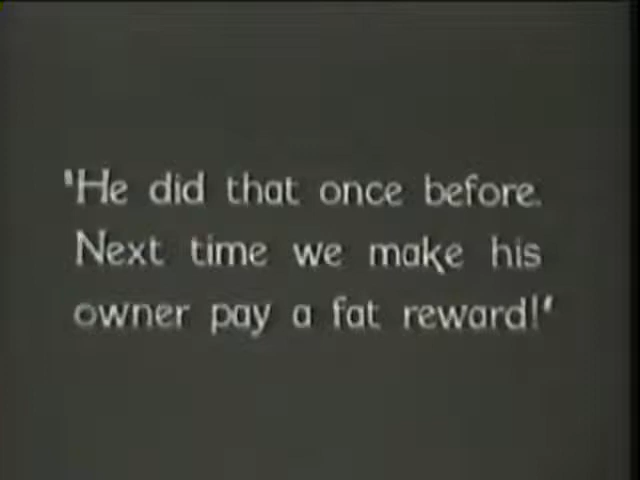 "He did that once before.
Next time we make his
owner pay a fat reward!"